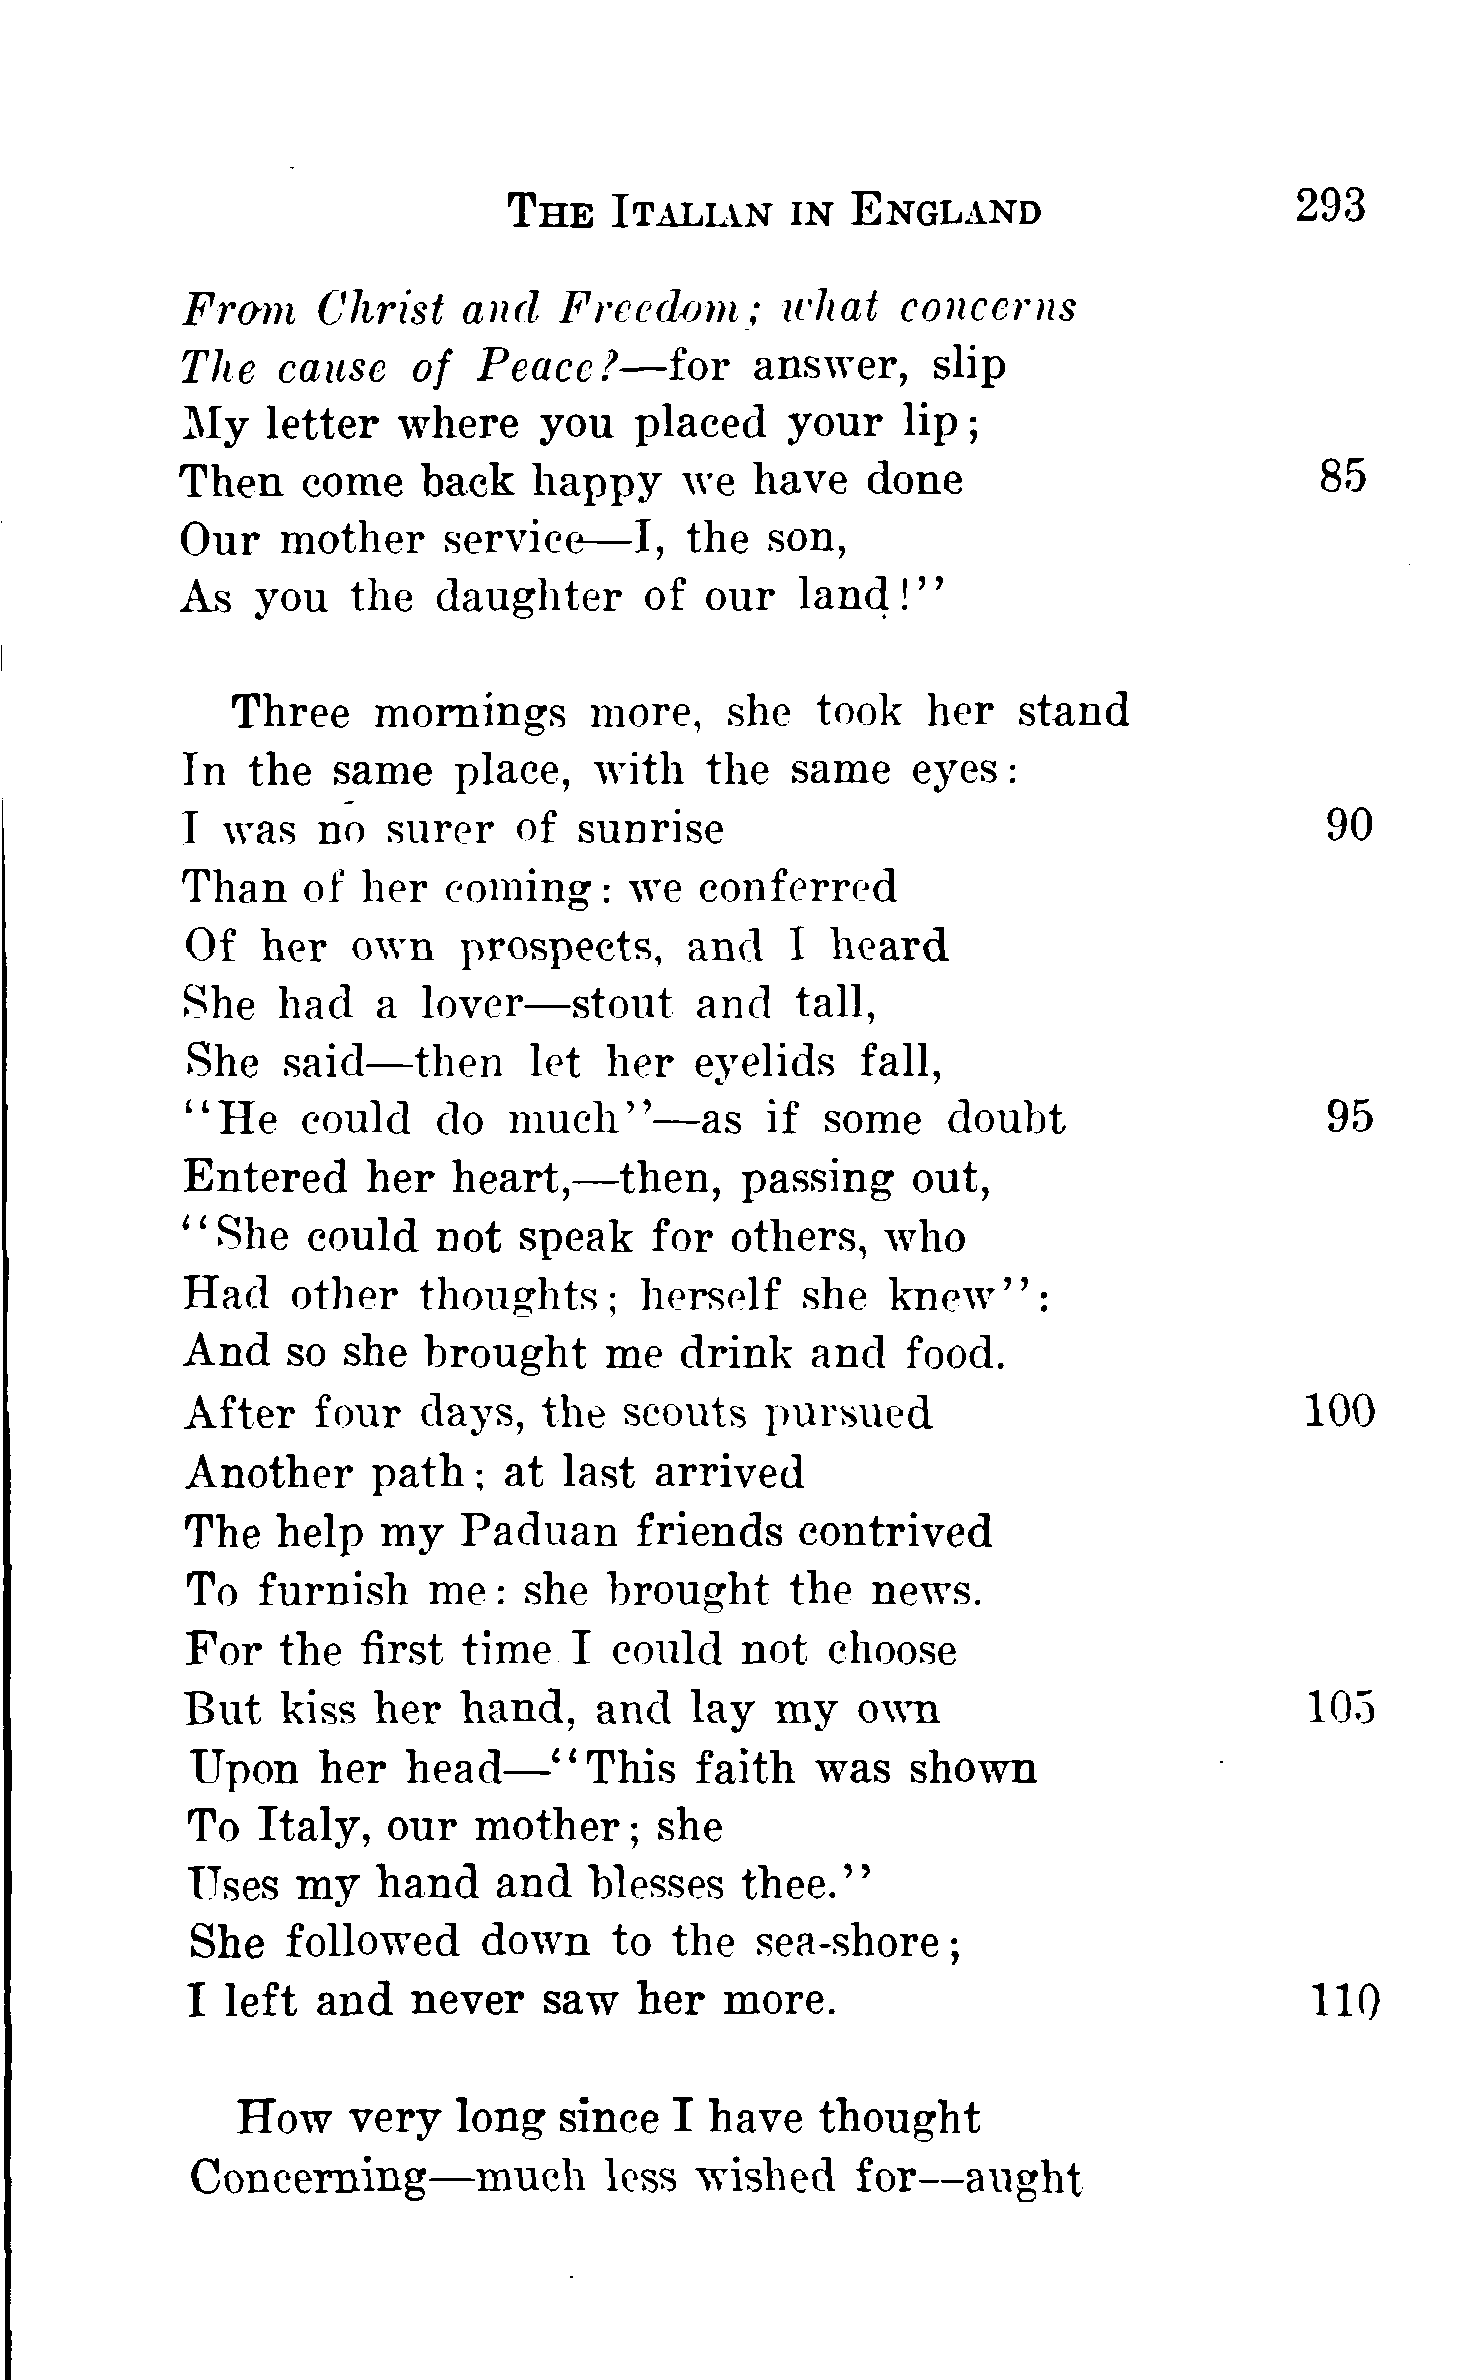 THE ITALIAN IN ENGLAND 293
From Christ and Freedom; what concerns
The cause of Peace?—for answer, slip
My letter where you placed your lip;
Then come back happy we have done 85
Our mother service—I, the son,
As you the daughter of our land!"
Three mornings more, she took her stand
In the same place, with the same eyes:
I was no surer of sunrise 90
Than of her coming: we conferred
Of her own prospects, and I heard
She had a lover—stout and tall,
She said—then let her eyelids fall,
"He could do much"—as if some doubt 95
Entered her heart,—then, passing out,
"She could not speak for others, who
Had other thoughts; herself she knew":
And so she brought me drink and food.
After four days, the scouts pursued 100
Another path; at last arrived
The help my Paduan friends contrived
To furnish me: she brought the news.
For the first time I could not choose
But kiss her hand, and lay my own 105
Upon her head—"This faith was shown
To Italy, our mother; she
Uses my hand and blesses thee."
She followed down to the sea-shore;
I left and never saw her more. 110
How very long since I have thought
Concerning—much less wished for—aught